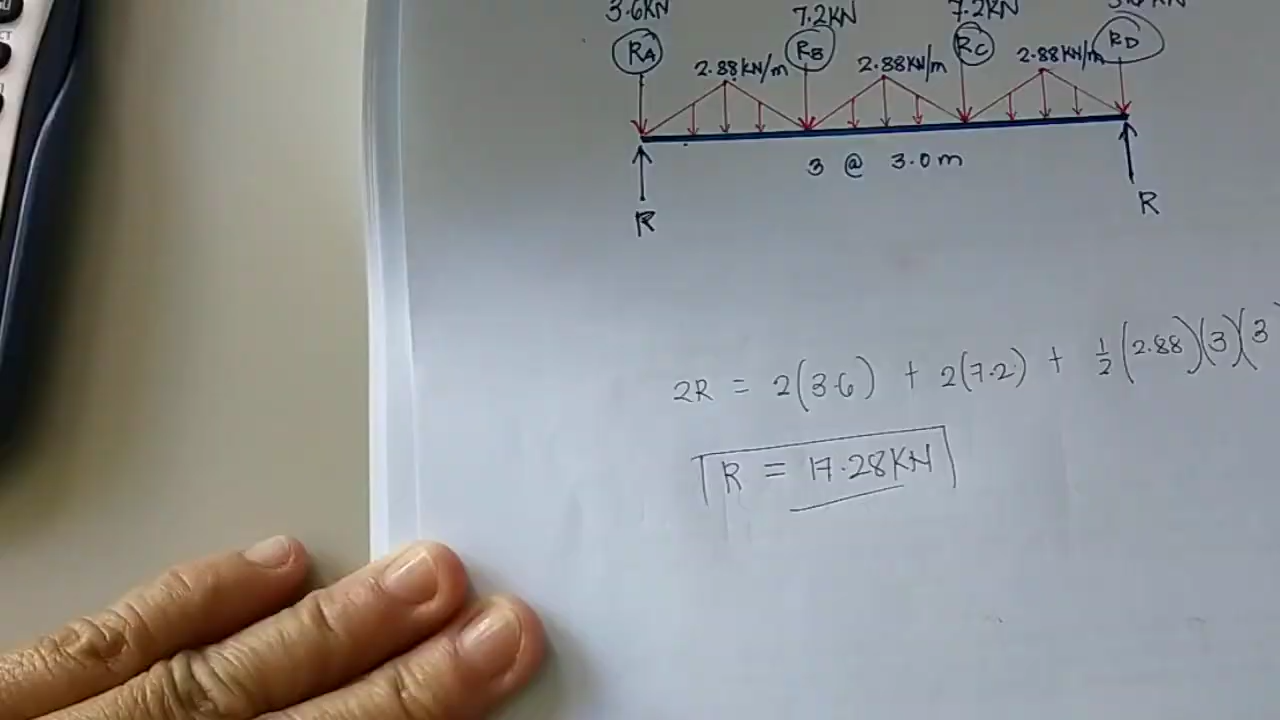 3.6KN 7.2KN 7.2KN
RA RB RC RD
2.88KN/m 2.88KN/m 2.88KN/m
3 @ 3.0m
R R
2R = 2(3.6) + 2(7.2) + 1/2(2.88)(3)(3
R = 17.28KN